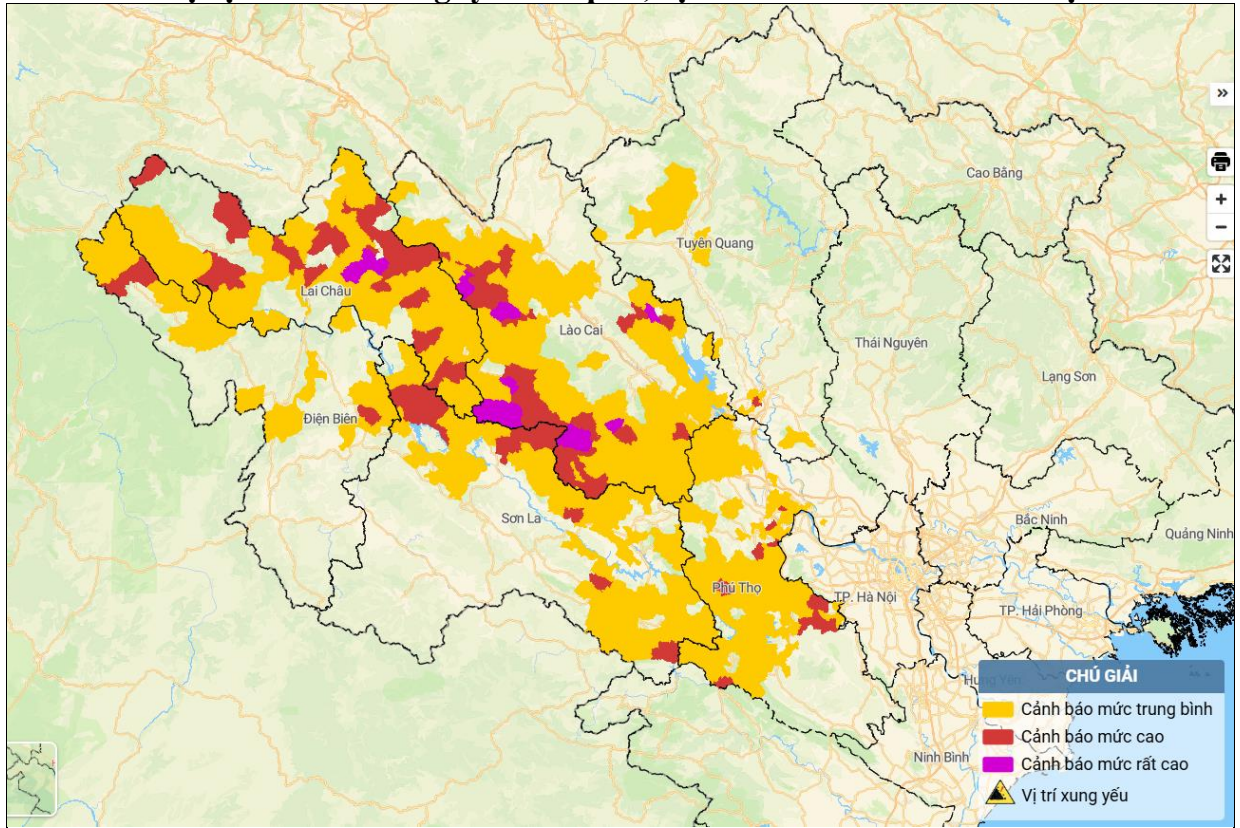 Cao Bằng
Tuyên Quang
Lai Châu
Lào Cai
Thái Nguyên
Lạng Sơn
Điện Biên
Sơn La
Bắc Ninh
Quảng Ninh
Phú Thọ
TP. Hà Nội
TP. Hải Phòng
Hưng Yên
Ninh Bình
CHÚ GIẢI
Cảnh báo mức trung bình
Cảnh báo mức cao
Cảnh báo mức rất cao
Vị trí xung yếu